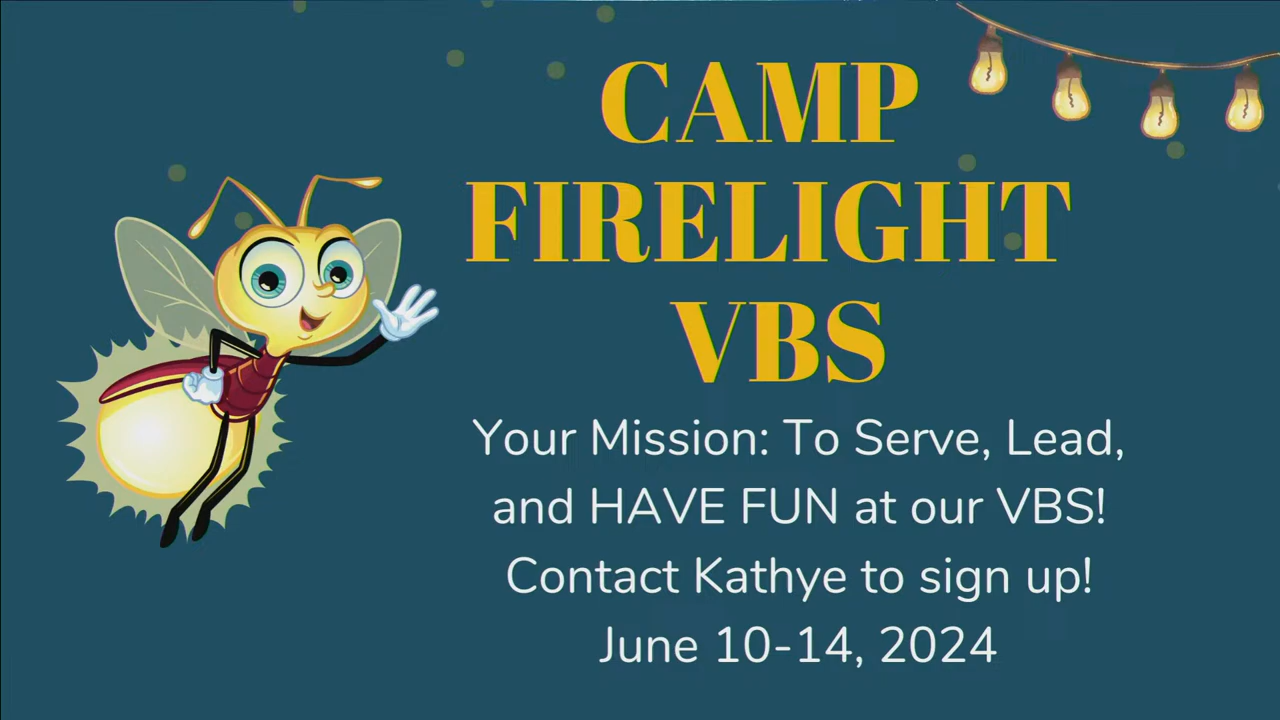 CAMP
FIRELIGHT
VBS
Your Mission: To Serve, Lead,
and HAVE FUN at our VBS!
Contact Kathye to sign up!
June 10-14, 2024